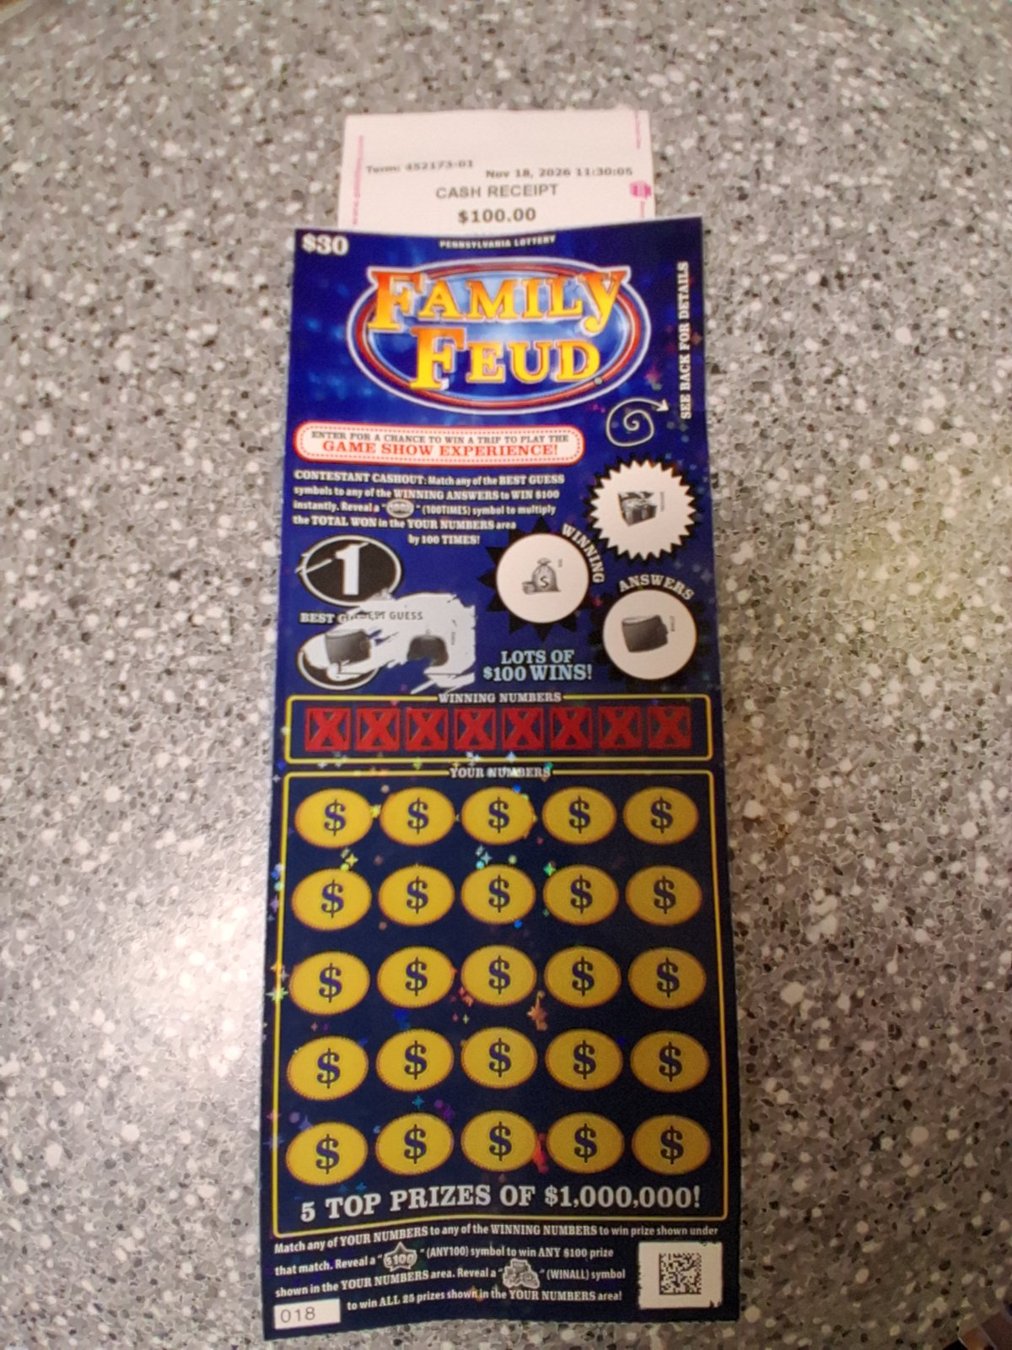 Term: 452173-01
Nov 18, 2026 11:30:05
CASH RECEIPT
$100.00
$30
PENNSYLVANIA LOTTERY
FAMILY
FEUD
SEE BACK FOR DETAILS
ENTER FOR A CHANCE TO WIN A TRIP TO PLAY THE
GAME SHOW EXPERIENCE!
CONTESTANT CASHOUT: Match any of the BEST GUESS
symbols to any of the WINNING ANSWERS to WIN $100
instantly. Reveal a " " (100TIMES) symbol to multiply
the TOTAL WON in the YOUR NUMBERS area
by 100 TIMES!
WINNING
ANSWERS
1
BEST GUESS
LOTS OF
$100 WINS!
WINNING NUMBERS
X X X X X X X X
YOUR NUMBERS
$ $ $ $ $
$ $ $ $ $
$ $ $ $ $
$ $ $ $ $
$ $ $ $ $
5 TOP PRIZES OF $1,000,000!
Match any of YOUR NUMBERS to any of the WINNING NUMBERS to win prize shown under
that match. Reveal a "$100" (ANY100) symbol to win ANY $100 prize
shown in the YOUR NUMBERS area. Reveal a " " (WINALL) symbol
to win ALL 25 prizes shown in the YOUR NUMBERS area!
018